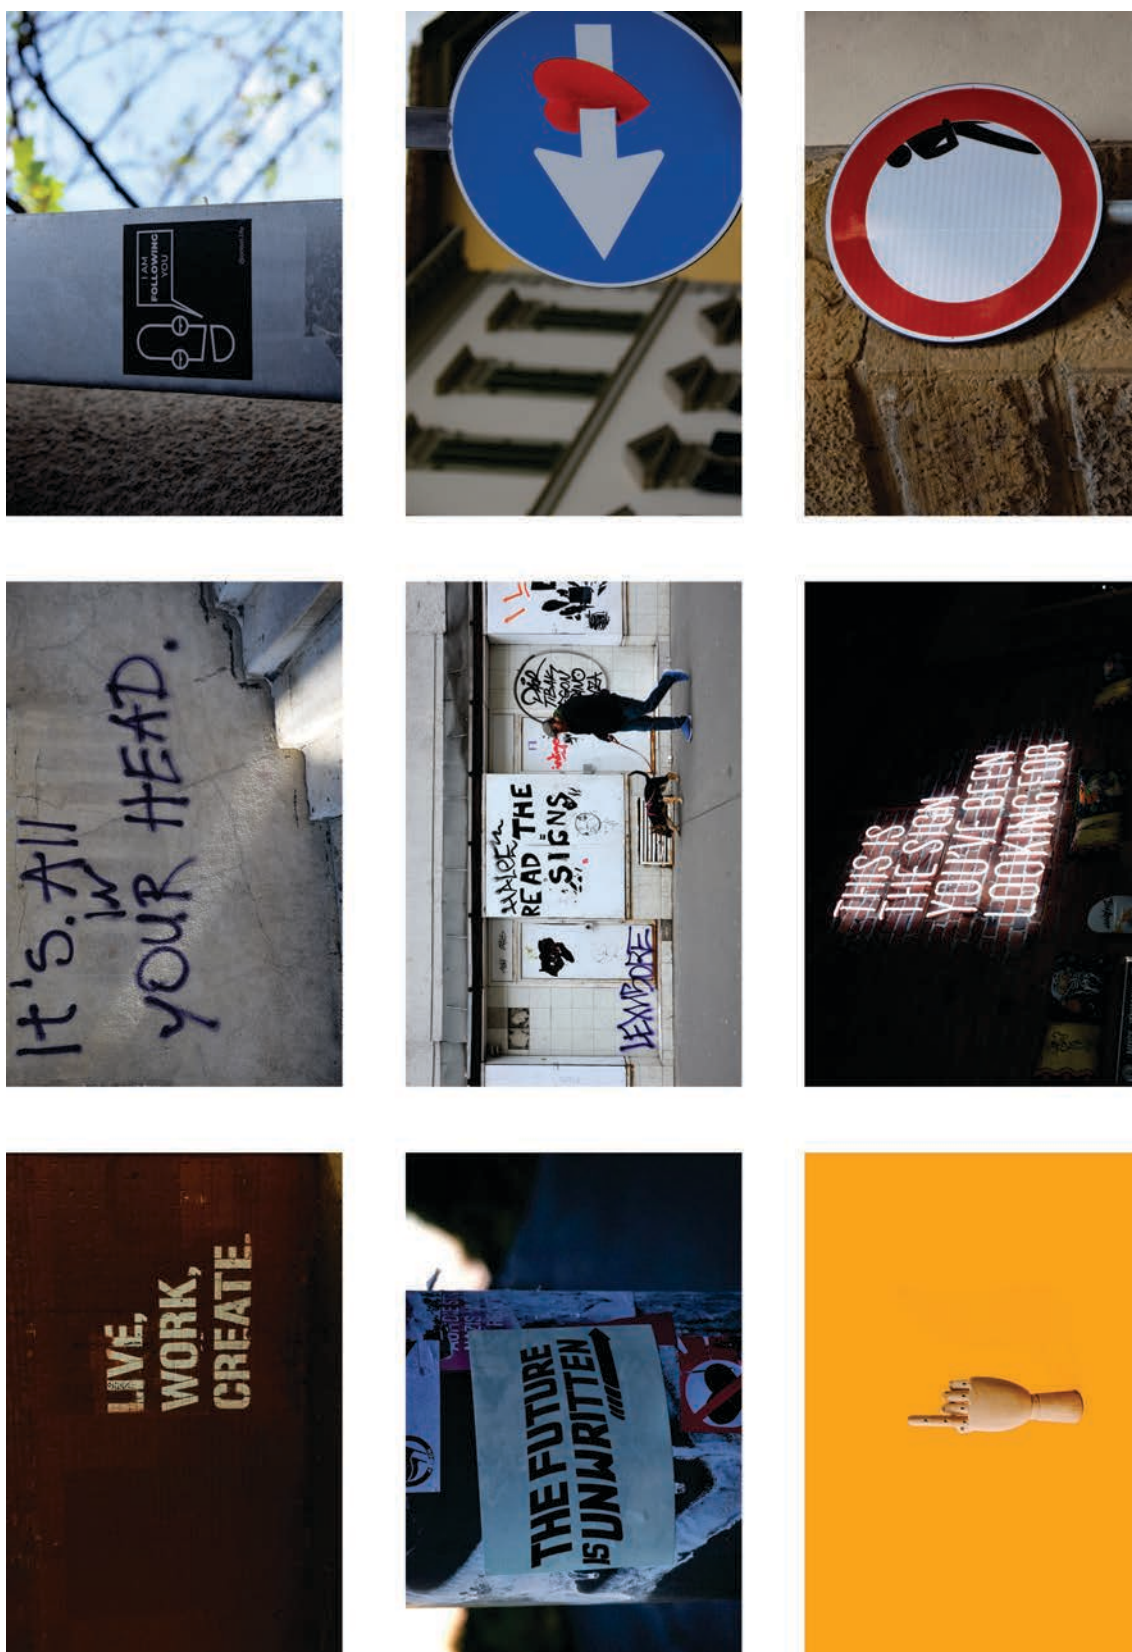 LIVE,
WORK,
CREATE.
It's. All
IN
YOUR HEAD.
I AM
FOLLOWING
YOU
THE FUTURE
IS UNWRITTEN
READ THE
SIGNS
THIS IS
THE SIGN
YOU'VE BEEN
LOOKING FOR